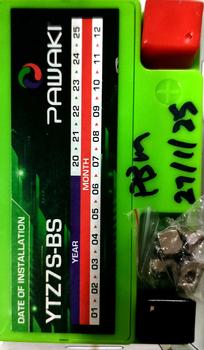 PAWAKI
DATE OF INSTALLATION
YTZ7S-BS
YEAR 20 21 22 23 24 25
MONTH
01 02 03 04 05 06 07 08 09 10 11 12
PBM
27/1/25